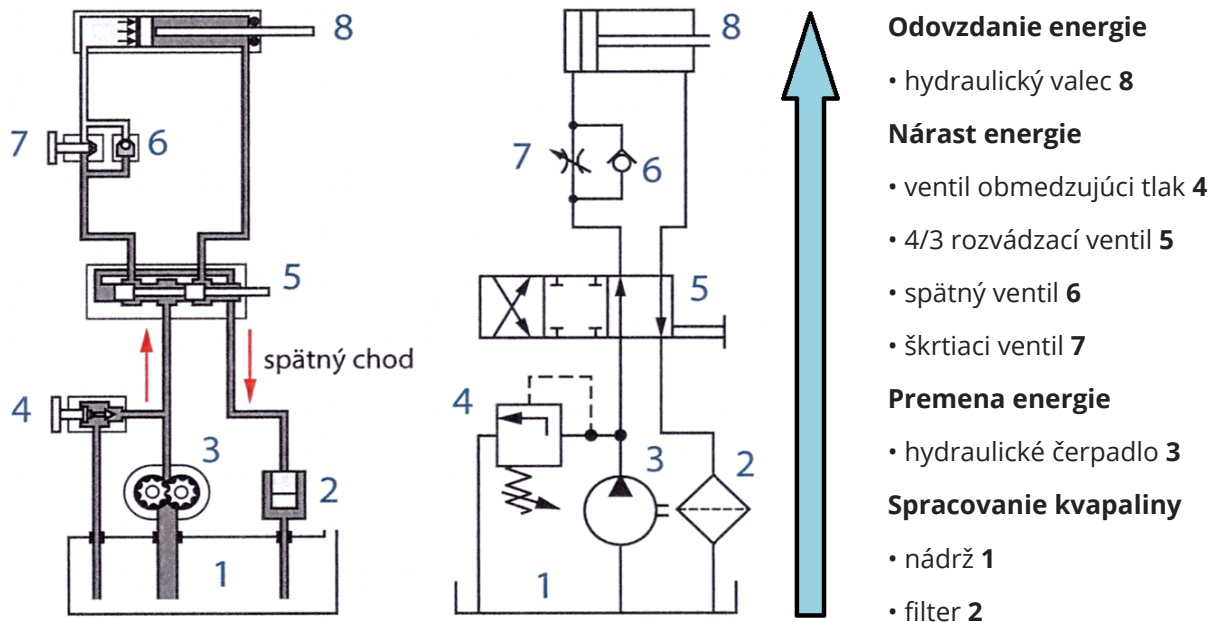 8
7
6
5
spätný chod
4
3
2
1
8
7
6
5
4
3
2
1
Odovzdanie energie
• hydraulický valec 8
Nárast energie
• ventil obmedzujúci tlak 4
• 4/3 rozvádzací ventil 5
• spätný ventil 6
• škrtiaci ventil 7
Premena energie
• hydraulické čerpadlo 3
Spracovanie kvapaliny
• nádrž 1
• filter 2